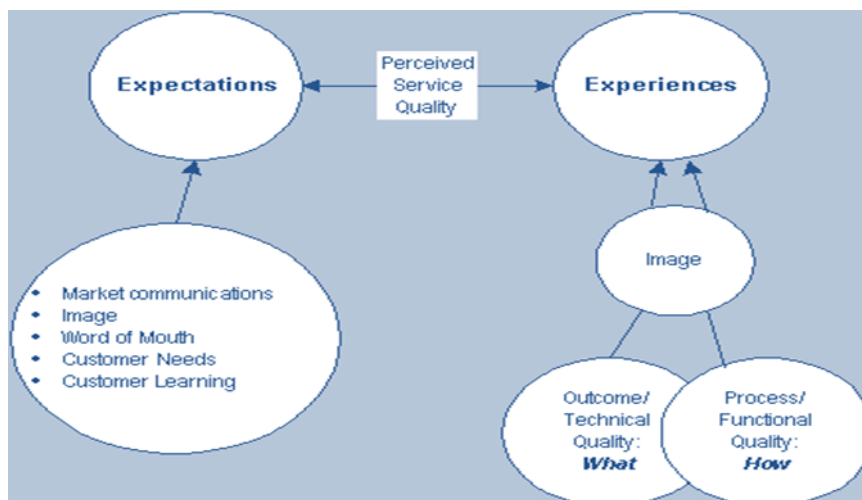 Expectations
Perceived
Service
Quality
Experiences
• Market communications
• Image
• Word of Mouth
• Customer Needs
• Customer Learning
Image
Outcome/
Technical
Quality:
What
Process/
Functional
Quality:
How